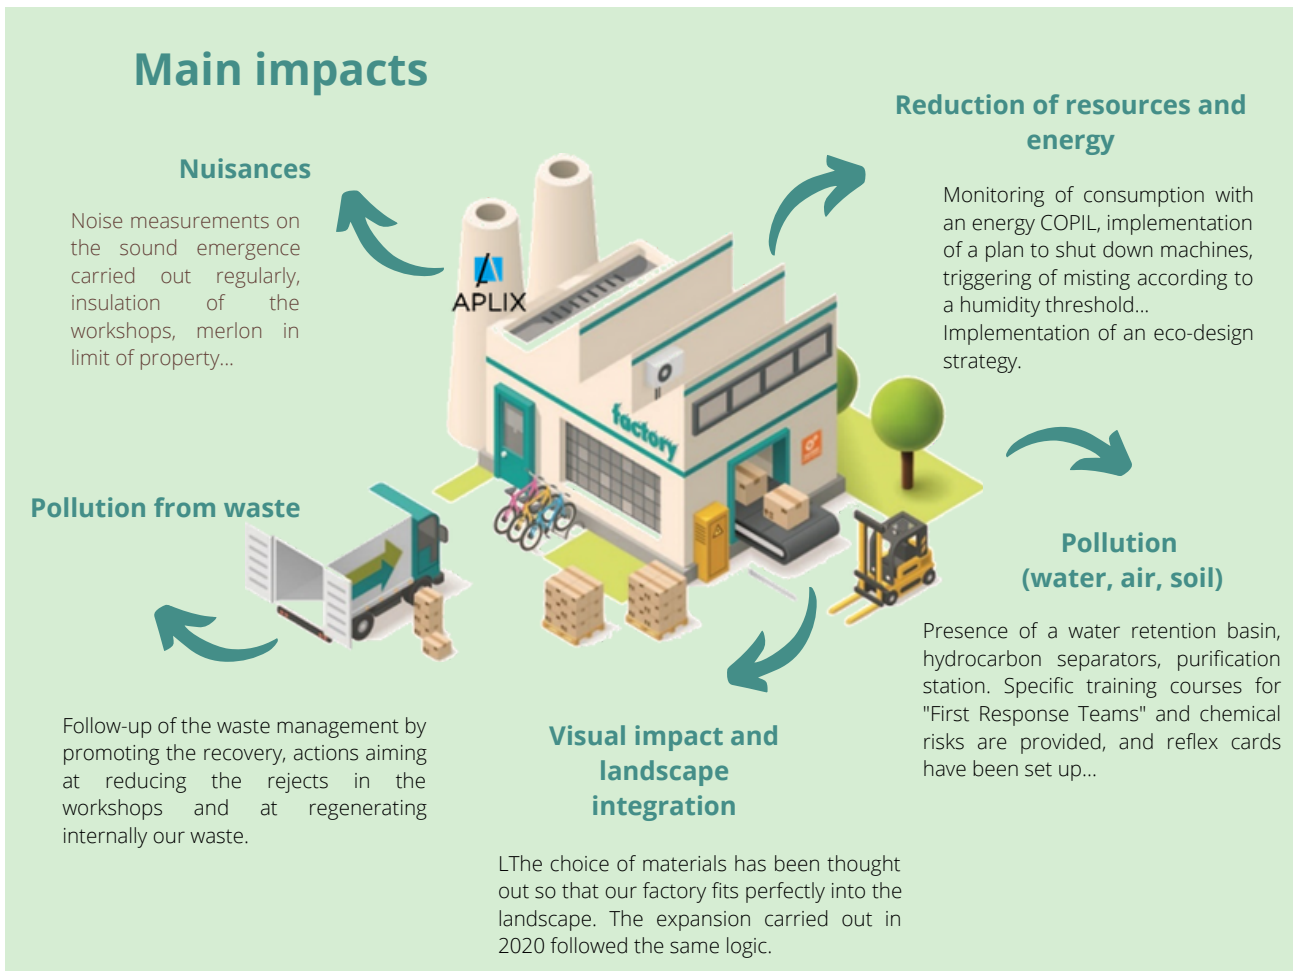 Main impacts
Nuisances
Noise measurements on
the sound emergence
carried out regularly,
insulation of the
workshops, merlon in
limit of property...
Reduction of resources and
energy
Monitoring of consumption with
an energy COPIL, implementation
of a plan to shut down machines,
triggering of misting according to
a humidity threshold...
Implementation of an eco-design
strategy.
APLIX
factory
Pollution from waste
Follow-up of the waste management by
promoting the recovery, actions aiming
at reducing the rejects in the
workshops and at regenerating
internally our waste.
Visual impact and
landscape
integration
LThe choice of materials has been thought
out so that our factory fits perfectly into the
landscape. The expansion carried out in
2020 followed the same logic.
Pollution
(water, air, soil)
Presence of a water retention basin,
hydrocarbon separators, purification
station. Specific training courses for
"First Response Teams" and chemical
risks are provided, and reflex cards
have been set up...